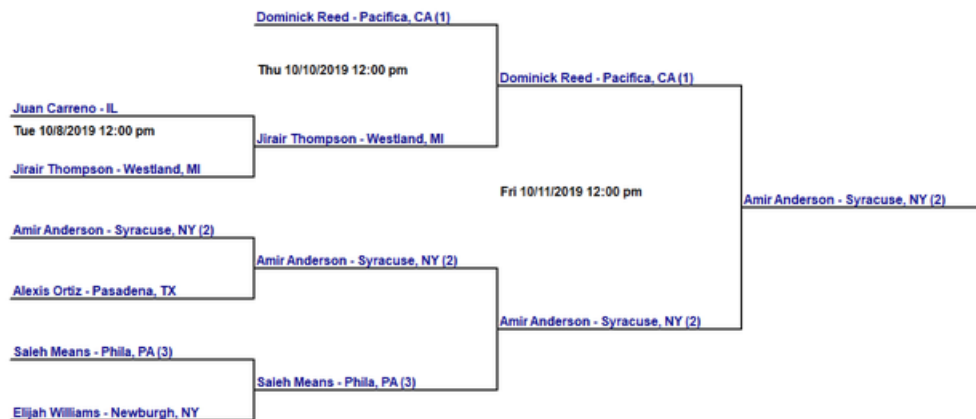 Dominick Reed - Pacifica, CA (1)
Thu 10/10/2019 12:00 pm
Dominick Reed - Pacifica, CA (1)
Juan Carreno - IL
Tue 10/8/2019 12:00 pm
Jirair Thompson - Westland, MI
Jirair Thompson - Westland, MI
Fri 10/11/2019 12:00 pm
Amir Anderson - Syracuse, NY (2)
Amir Anderson - Syracuse, NY (2)
Amir Anderson - Syracuse, NY (2)
Alexis Ortiz - Pasadena, TX
Amir Anderson - Syracuse, NY (2)
Saleh Means - Phila, PA (3)
Saleh Means - Phila, PA (3)
Elijah Williams - Newburgh, NY